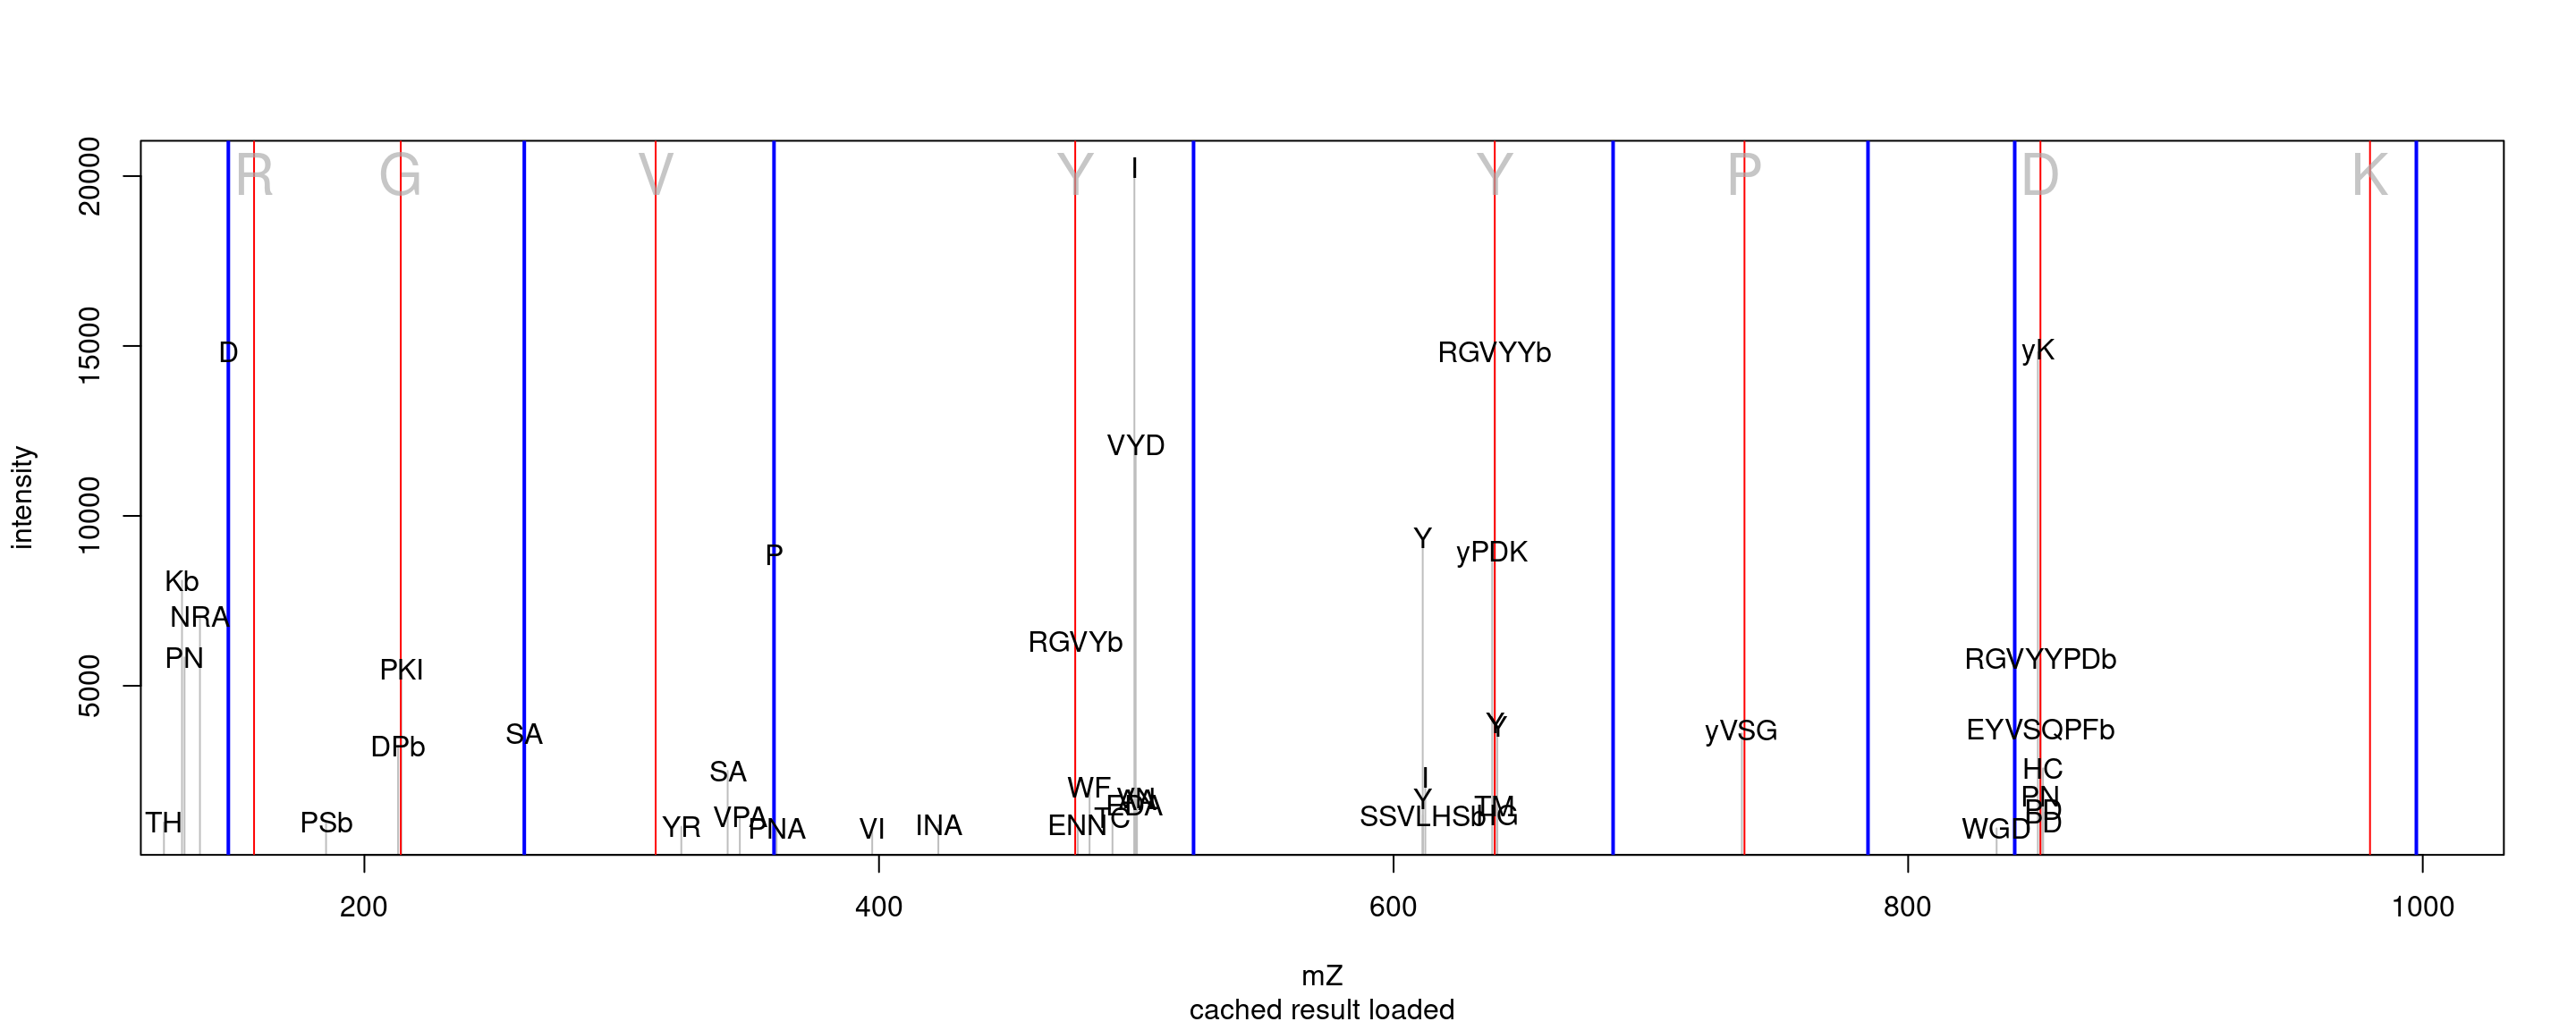 R G V Y Y P D K
I
D
RGVYYb
yK
VYD
Y
yPDK
Kb
NRA
P
RGVYb
PN
PKI
RGVYYPDb
DPb
SA
Y
Y
yVSG
EYVSQPFb
SA
WF
I
HC
TH
PSb
YR
VPA
PNA
VI
INA
ENN
TC
Y
SSVLHSb
TM
HG
WGD
PN
PD
PD
20000
15000
10000
5000
intensity
200 400 600 800 1000
mZ
cached result loaded